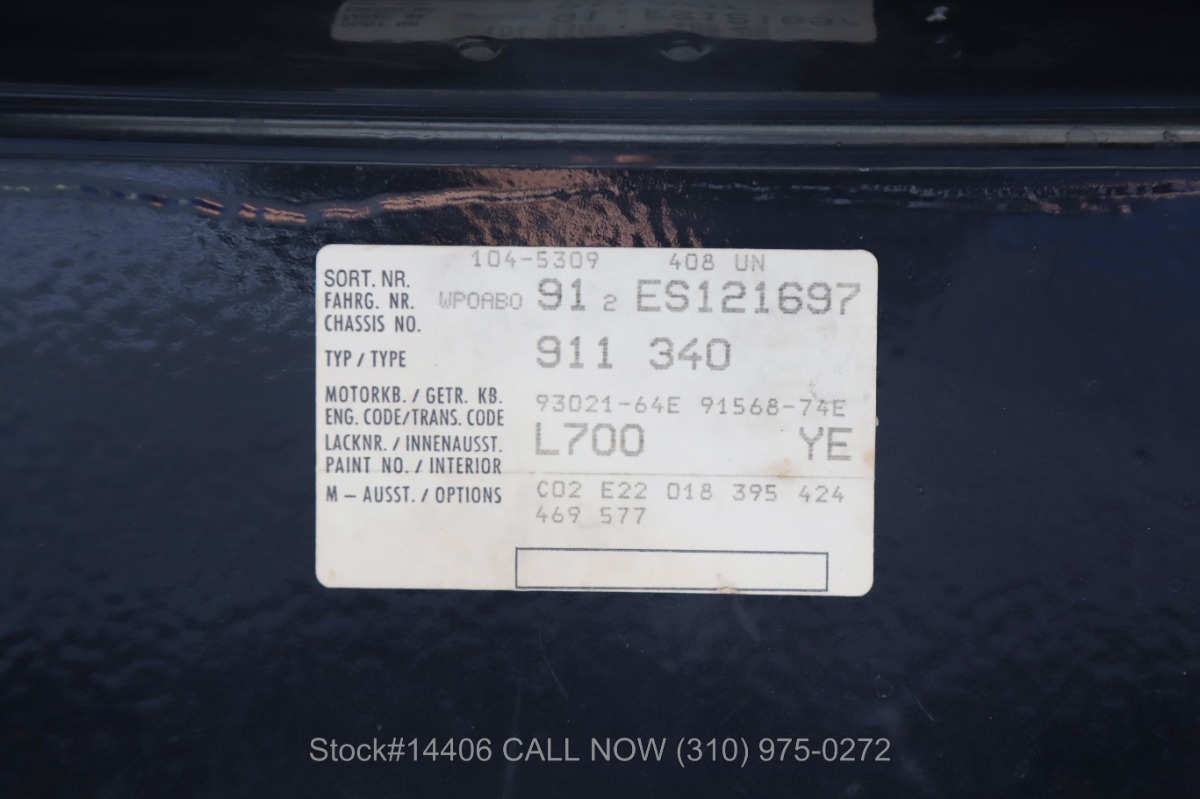 104-5309 408 UN
SORT. NR.
FAHRG. NR. WP0AB0 91 2 ES121697
CHASSIS NO.
TYP / TYPE 911 340
MOTORKB. / GETR. KB. 93021-64E 91568-74E
ENG. CODE/TRANS. CODE
LACKNR. / INNENAUSST. L700 YE
PAINT NO. / INTERIOR
M – AUSST. / OPTIONS C02 E22 018 395 424
469 577
Stock#14406 CALL NOW (310) 975-0272